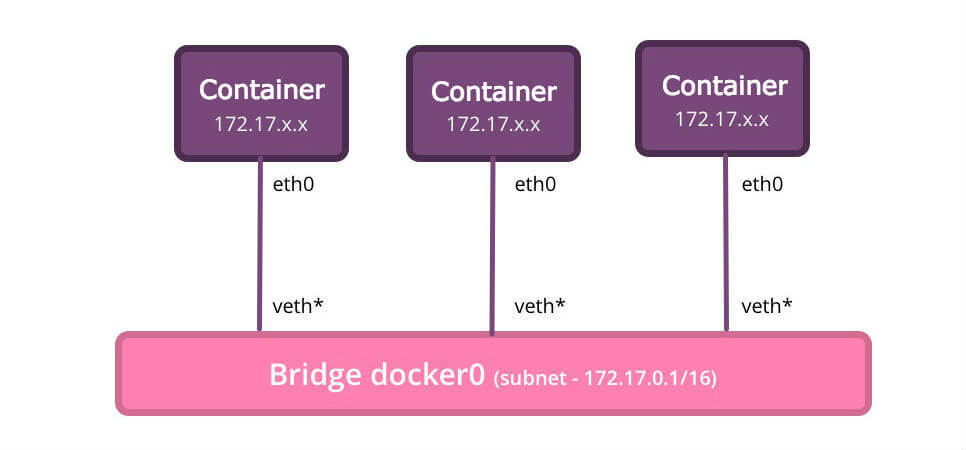 Container
172.17.x.x
Container
172.17.x.x
Container
172.17.x.x
eth0
eth0
eth0
veth*
veth*
veth*
Bridge docker0 (subnet - 172.17.0.1/16)